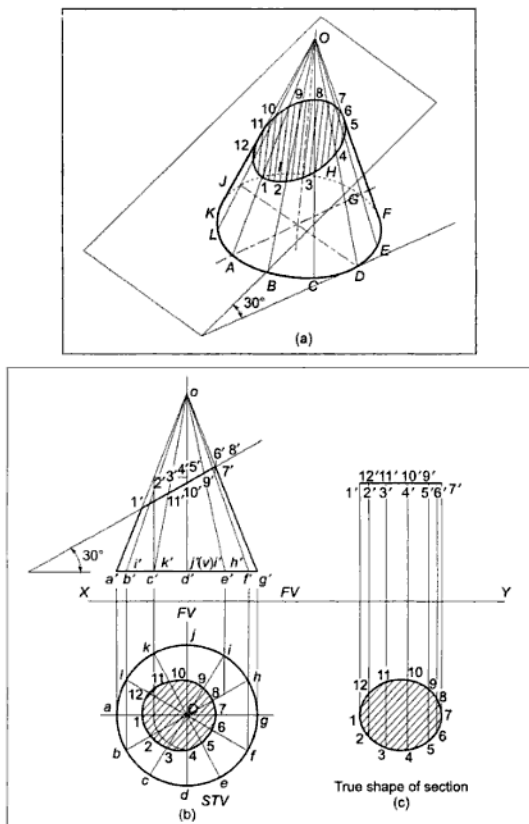 O
9 8 7
10 6
11 5
12 4
J 1 2 I 3 H
G
K F
L E
A D
B C
30°
(a)
o
6' 8'
2' 3' 4' 5' 7'
1' 11' 10' 9'
30°
a' b' i' c' k' d' j'(v)i' e' h' f' g'
12' 11' 10' 9'
1' 2' 3' 4' 5' 6' 7'
X FV Y
FV
j
k i
l 11 10 9 h
12 8
a 1 O 7 g
2 6
b 3 4 5 f
c e
d STV
(b)
11 10
12 9
8
1 7
2 6
3 4 5
True shape of section
(c)